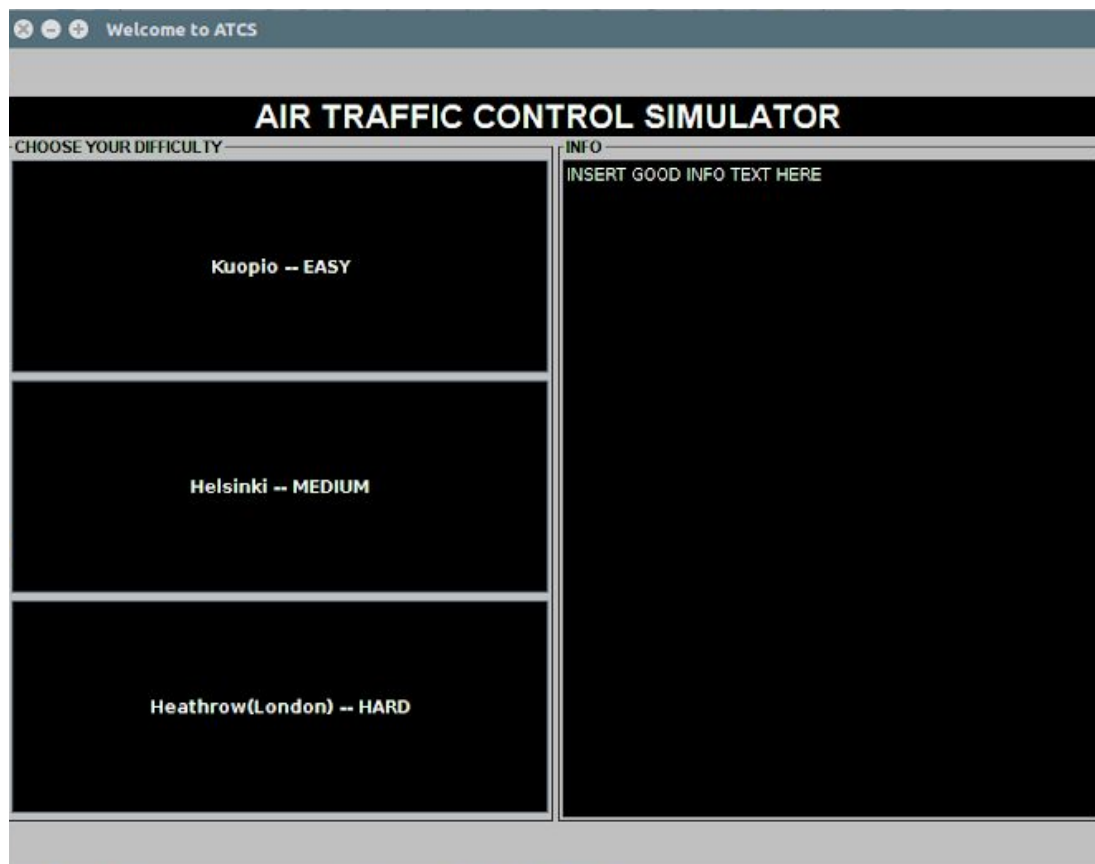 Welcome to ATCS
AIR TRAFFIC CONTROL SIMULATOR
CHOOSE YOUR DIFFICULTY
Kuopio -- EASY
Helsinki -- MEDIUM
Heathrow(London) -- HARD
INFO
INSERT GOOD INFO TEXT HERE